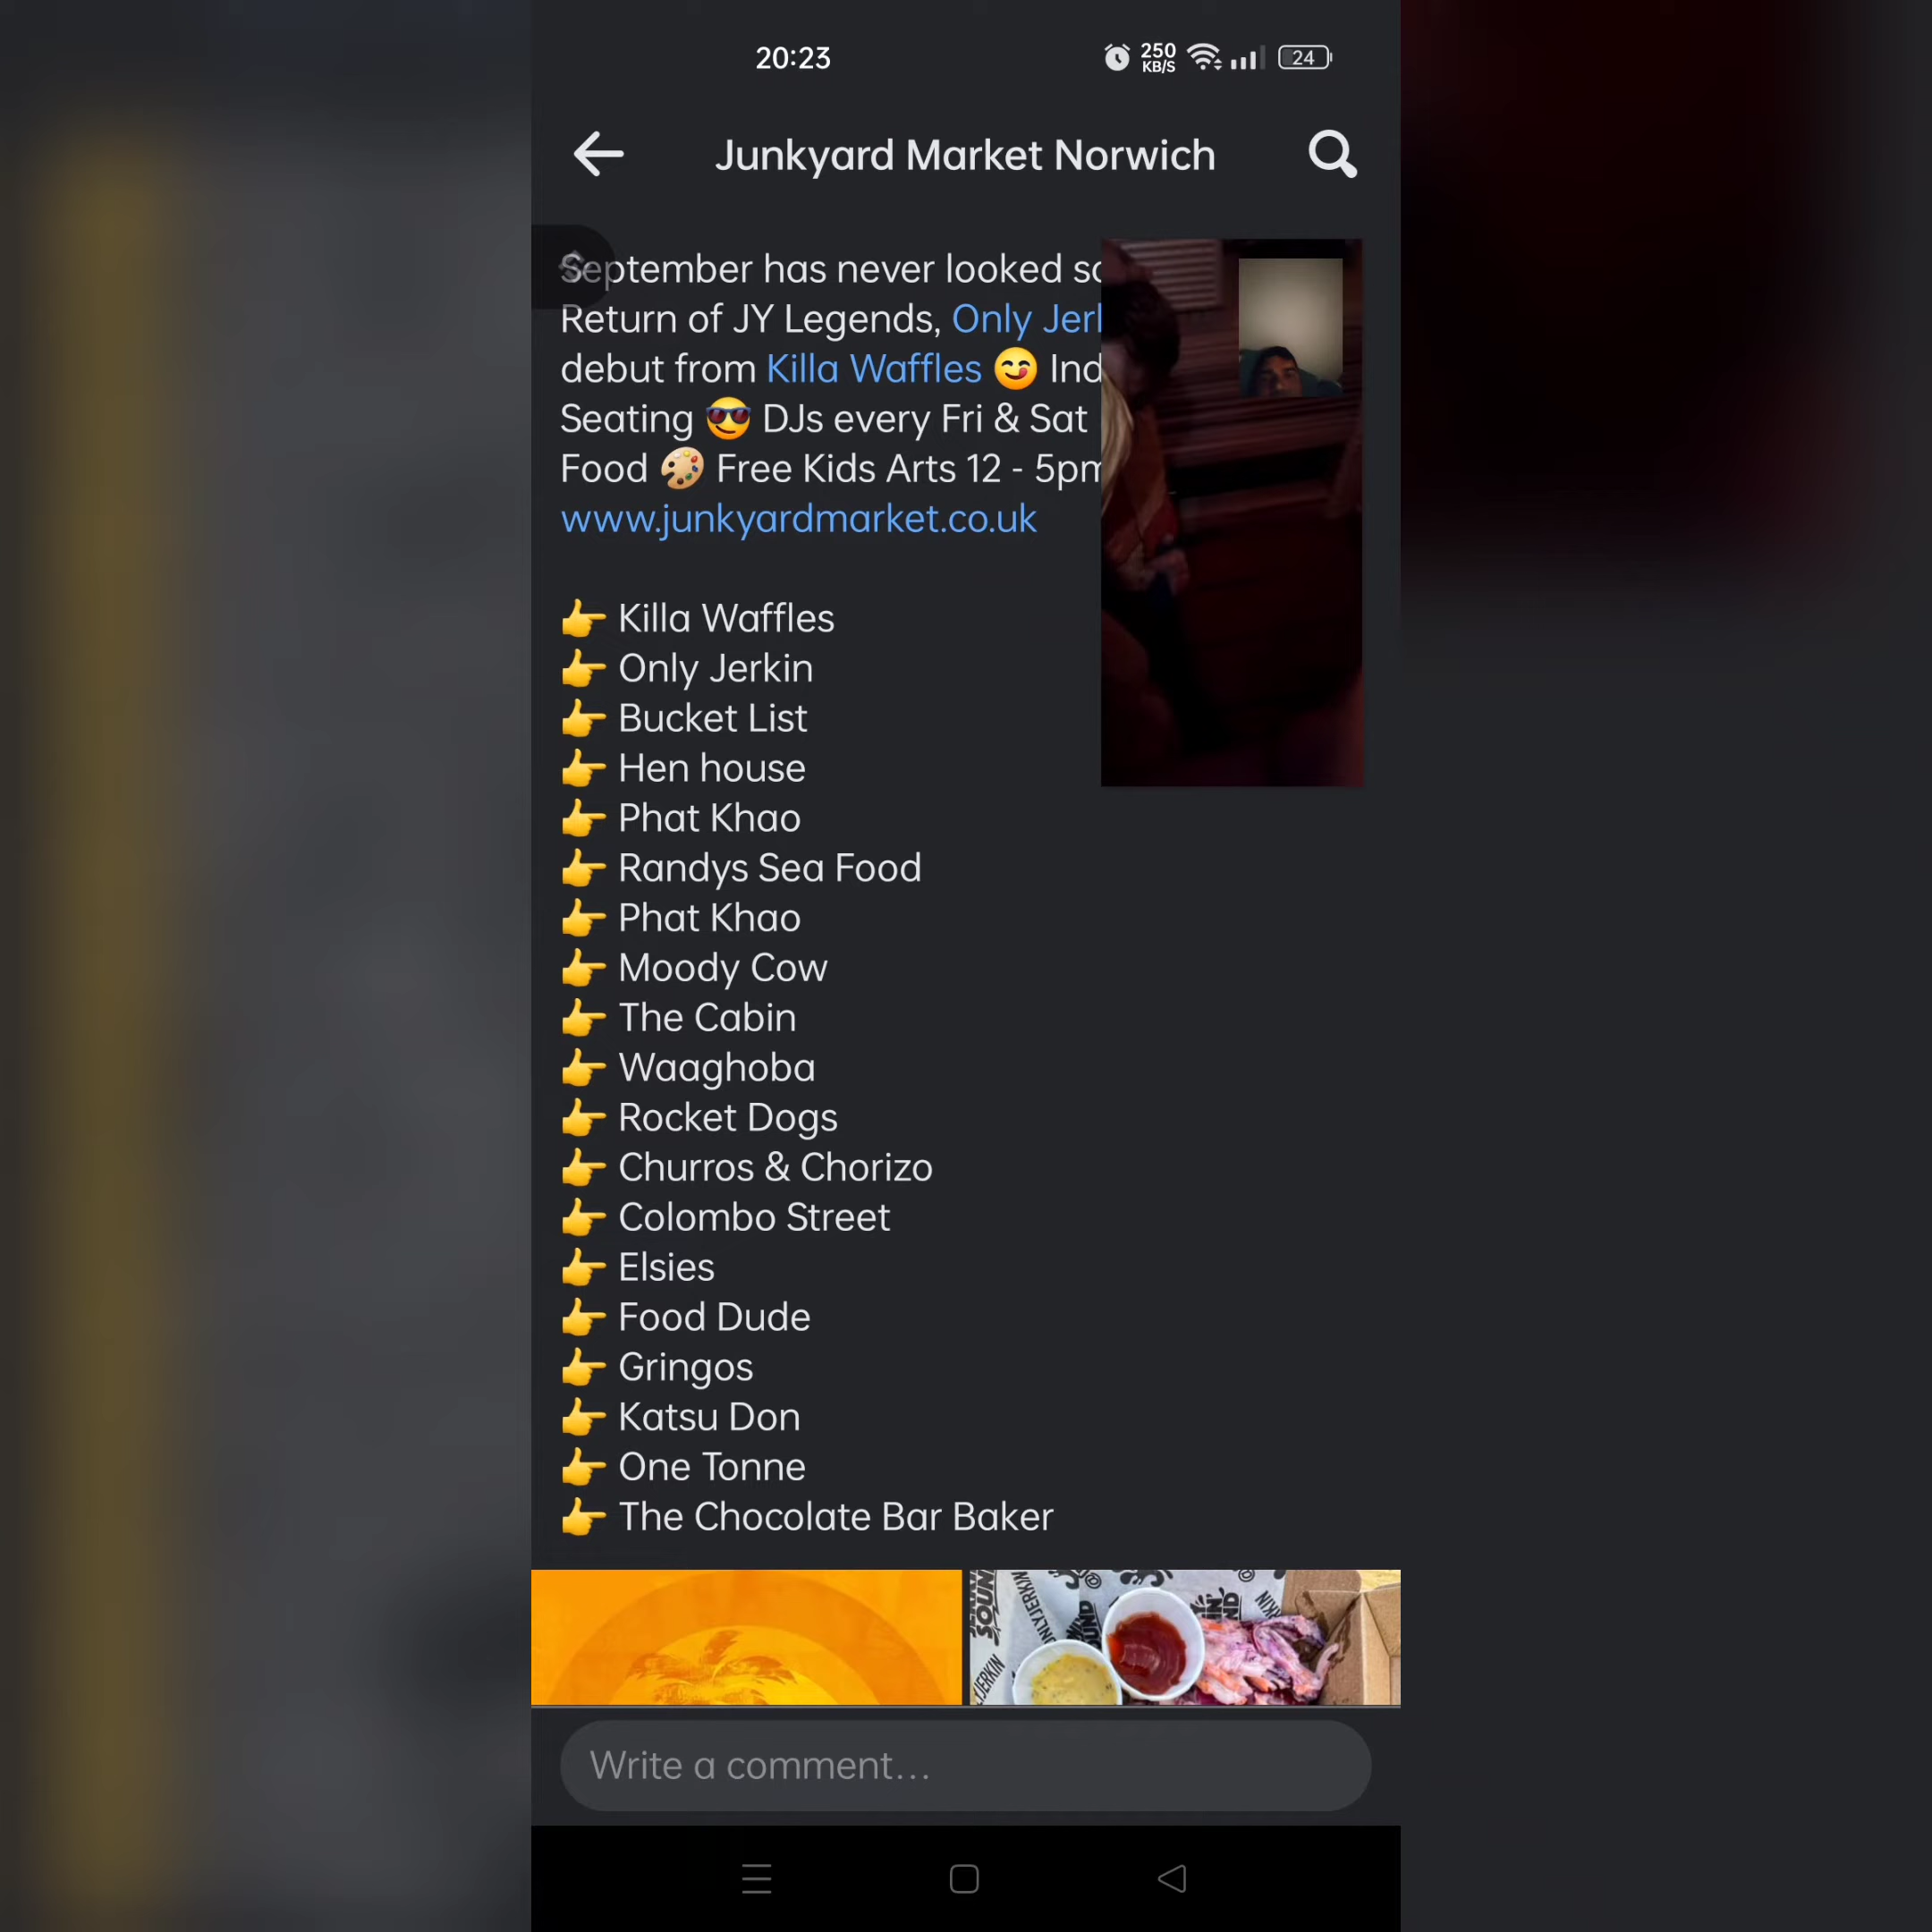 20:23
250
KB/S
24
Junkyard Market Norwich
September has never looked so
Return of JY Legends, Only
debut from Killa Waffles 😋
Seating 😎 DJs every Fri & Sat
Food 🎨 Free Kids Arts 12 - 5pm
www.junkyardmarket.co.uk
👉 Killa Waffles
👉 Only Jerkin
👉 Bucket List
👉 Hen house
👉 Phat Khao
👉 Randys Sea Food
👉 Phat Khao
👉 Moody Cow
👉 The Cabin
👉 Waaghoba
👉 Rocket Dogs
👉 Churros & Chorizo
👉 Colombo Street
👉 Elsies
👉 Food Dude
👉 Gringos
👉 Katsu Don
👉 One Tonne
👉 The Chocolate Bar Baker
Write a comment...